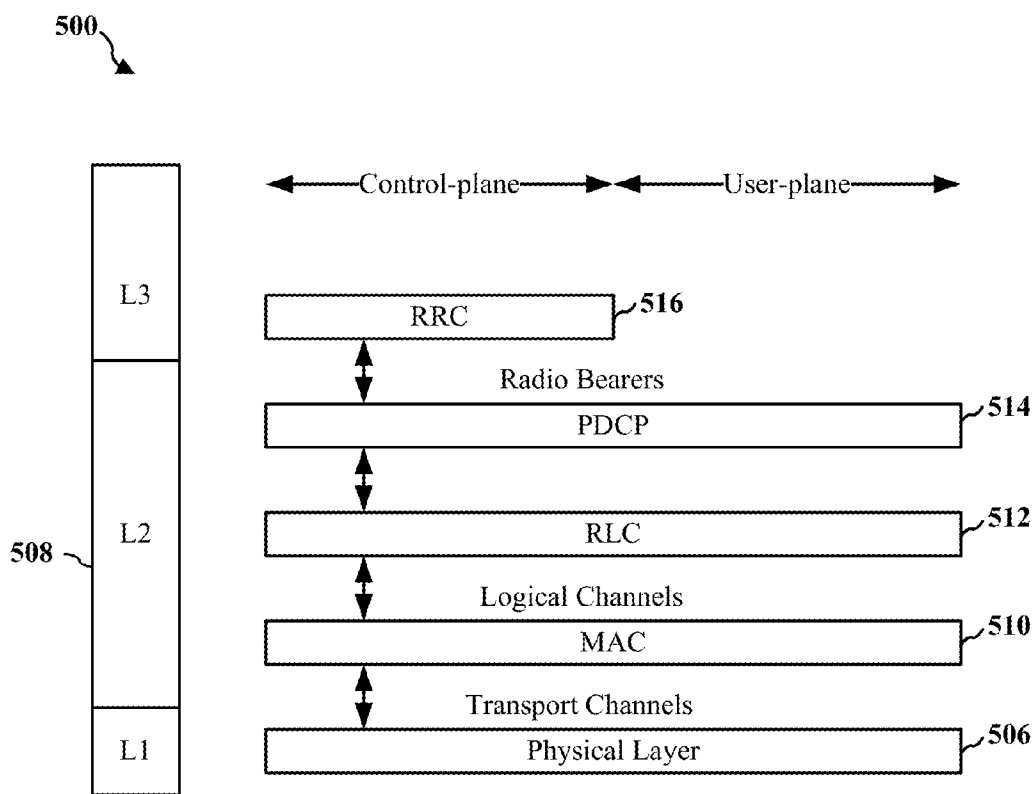 500
Control-plane User-plane
L3
RRC 516
Radio Bearers
PDCP 514
L2
508
RLC 512
Logical Channels
MAC 510
Transport Channels
L1
Physical Layer 506